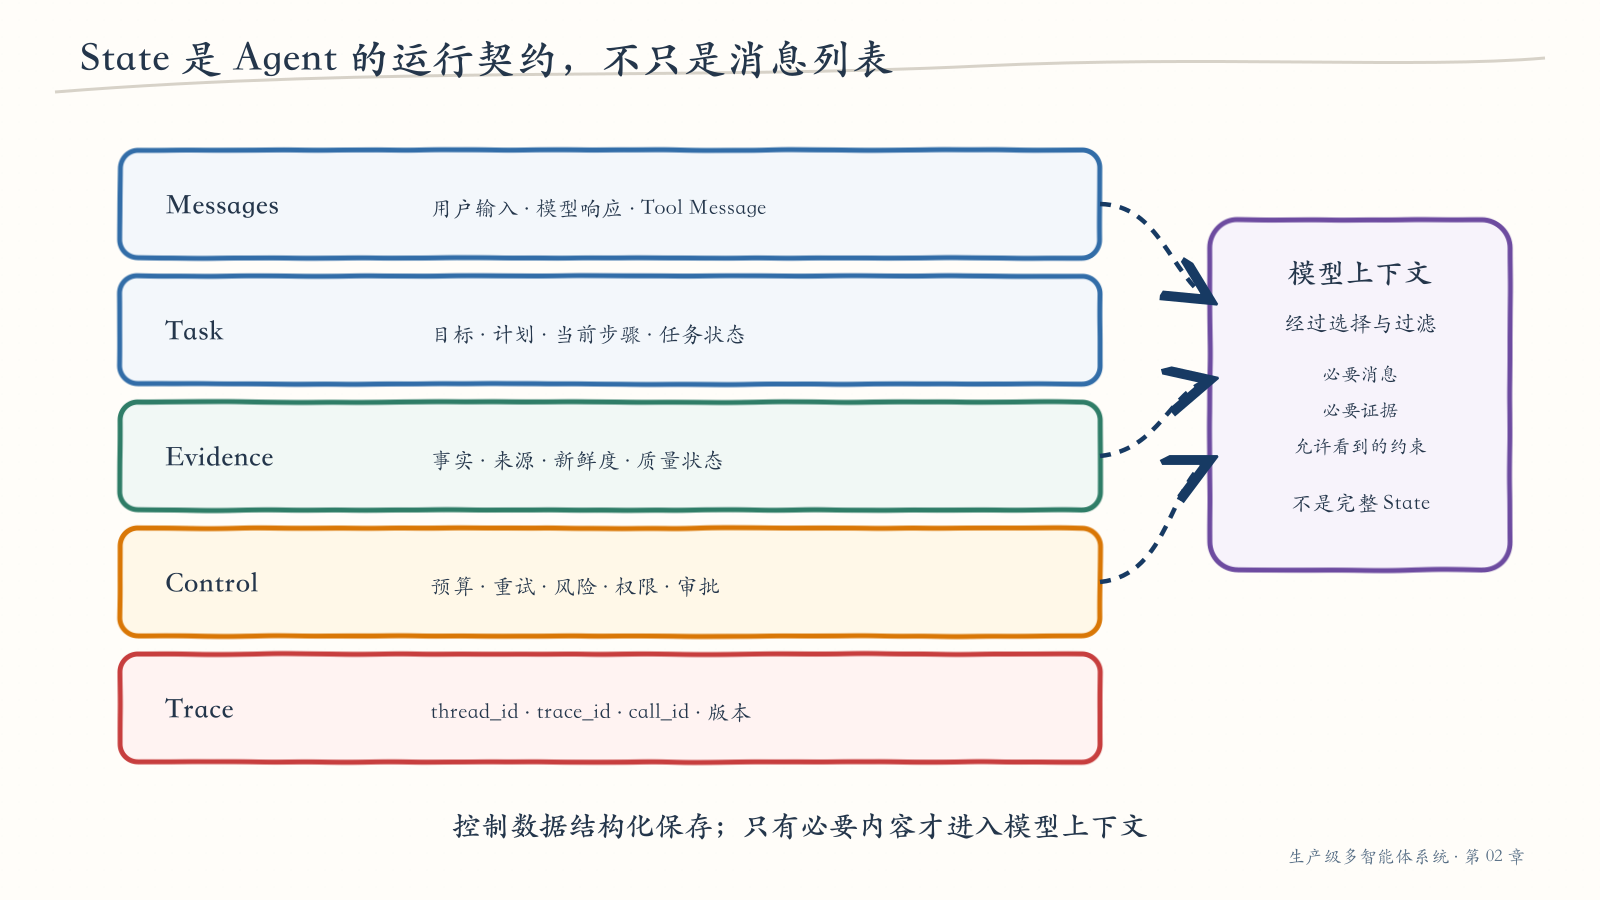 State 是 Agent 的运行契约，不只是消息列表
Messages
用户输入 · 模型响应 · Tool Message
Task
目标 · 计划 · 当前步骤 · 任务状态
Evidence
事实 · 来源 · 新鲜度 · 质量状态
Control
预算 · 重试 · 风险 · 权限 · 审批
Trace
thread_id · trace_id · call_id · 版本
模型上下文
经过选择与过滤
必要消息
必要证据
允许看到的约束
不是完整 State
控制数据结构化保存；只有必要内容才进入模型上下文
生产级多智能体系统 · 第 02 章